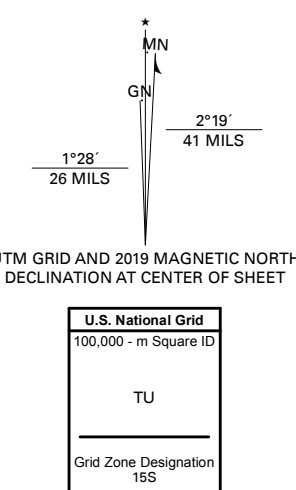 ★
MN
GN
2°19´
41 MILS
1°28´
26 MILS
UTM GRID AND 2019 MAGNETIC NORTH
DECLINATION AT CENTER OF SHEET
U.S. National Grid
100,000 - m Square ID
TU
Grid Zone Designation
15S